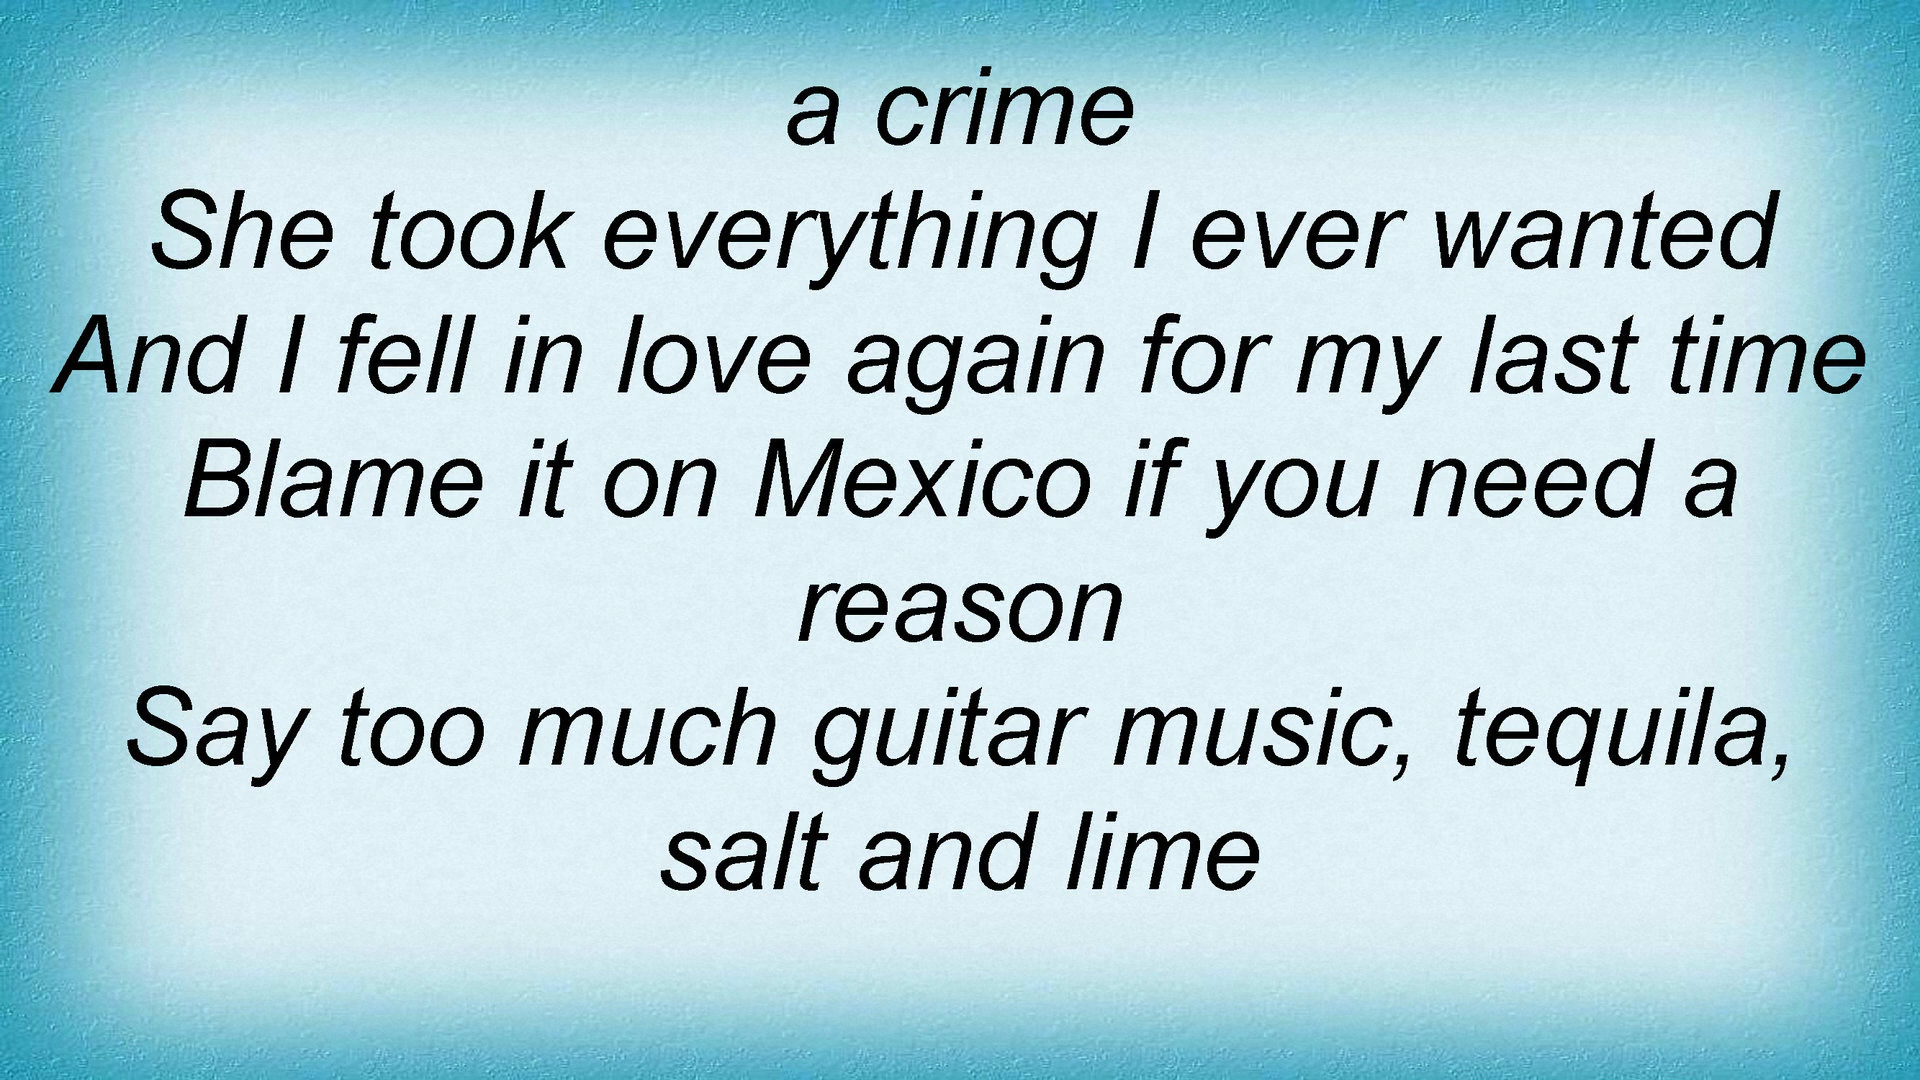 a crime
She took everything I ever wanted
And I fell in love again for my last time
Blame it on Mexico if you need a
reason
Say too much guitar music, tequila,
salt and lime